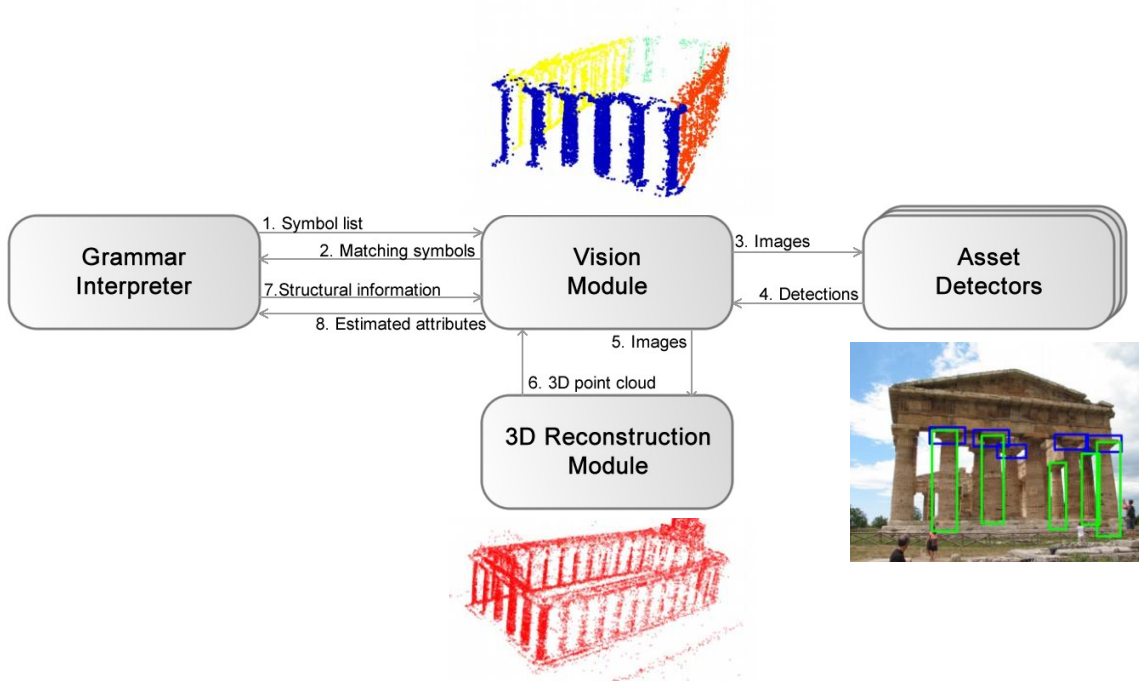 1. Symbol list
2. Matching symbols
7.Structural information
8. Estimated attributes
Grammar
Interpreter
Vision
Module
3. Images
4. Detections
Asset
Detectors
5. Images
6. 3D point cloud
3D Reconstruction
Module